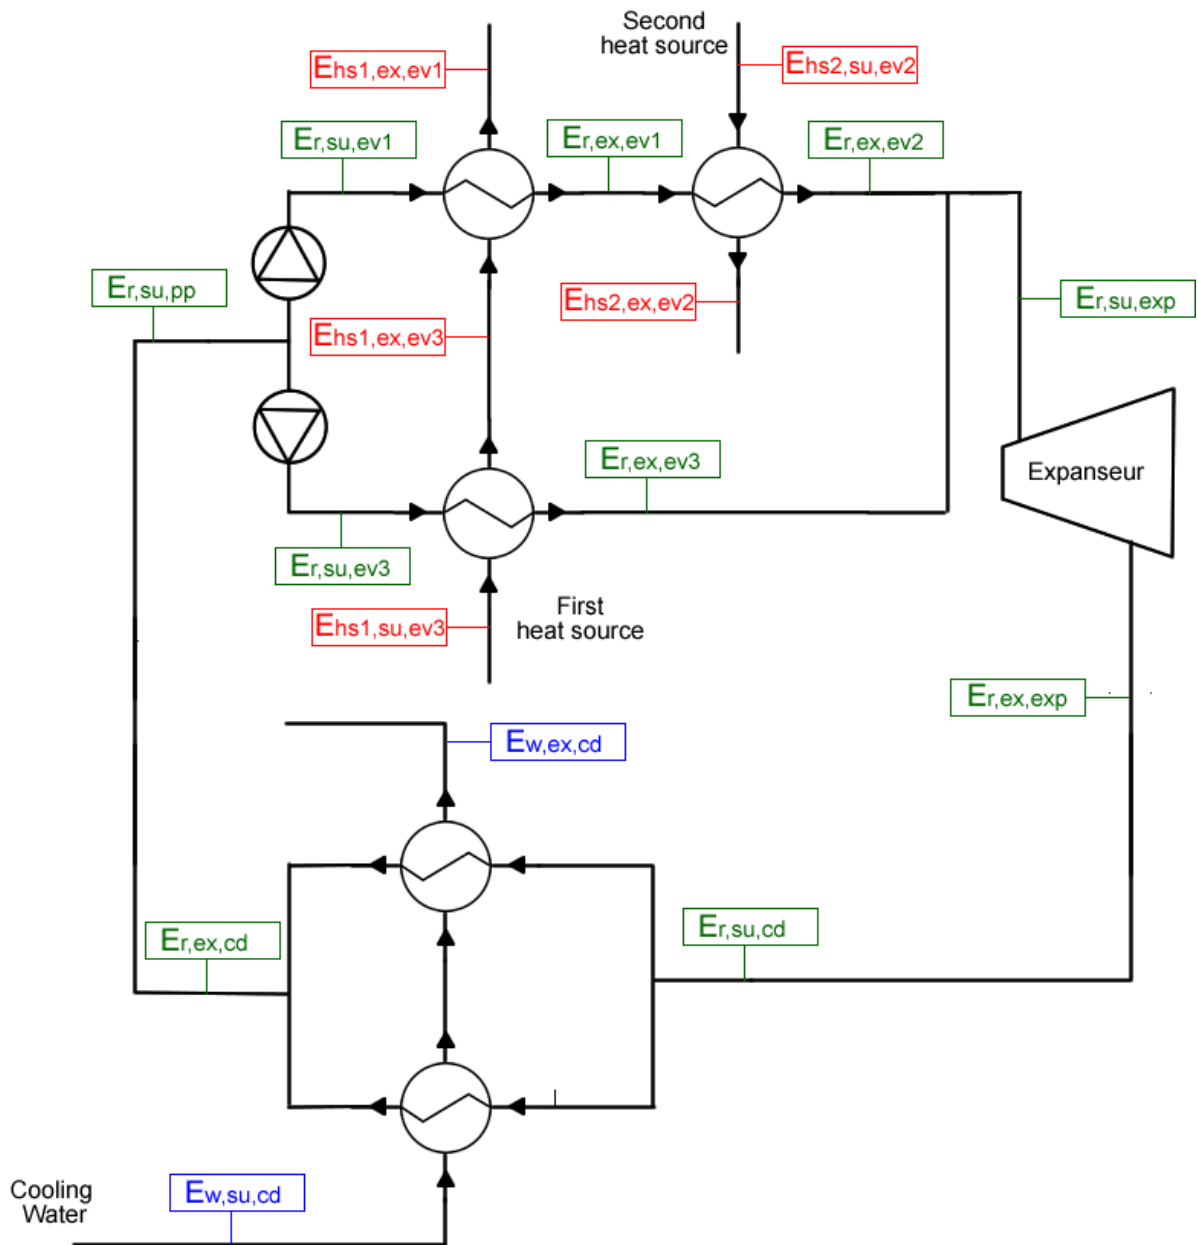 Second
heat source
Ehs1,ex,ev1
Ehs2,su,ev2
Er,su,ev1
Er,ex,ev1
Er,ex,ev2
Er,su,pp
Ehs2,ex,ev2
Er,su,exp
Ehs1,ex,ev3
Er,ex,ev3
Expanseur
Er,su,ev3
First
heat source
Ehs1,su,ev3
Er,ex,exp
Ew,ex,cd
Er,ex,cd
Er,su,cd
Cooling
Water
Ew,su,cd